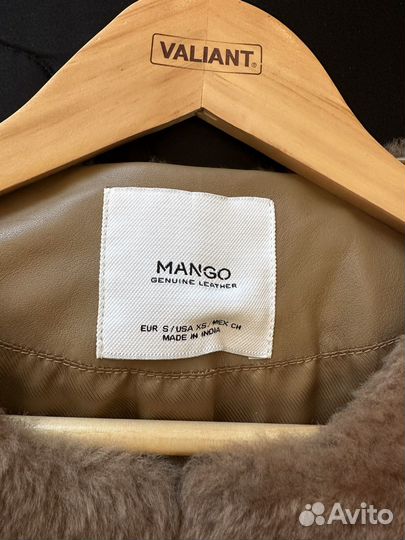 VALIANT®
MANGO
GENUINE LEATHER
EUR S/USA XS/MEX CH
MADE IN INDIA
Avito